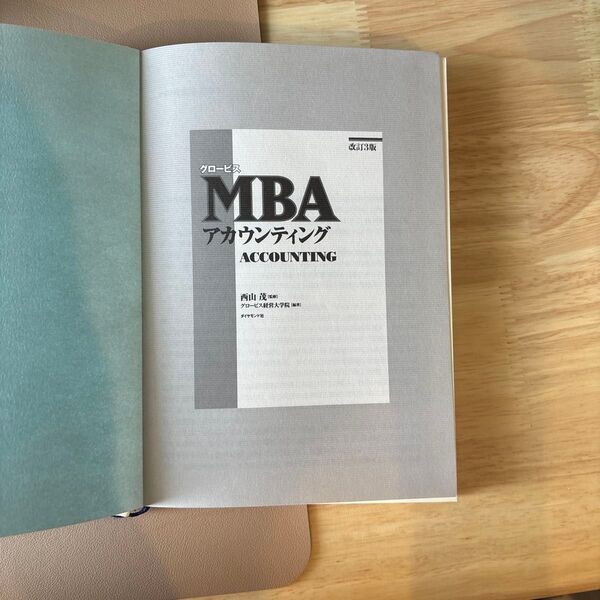 改訂3版
グロービス
MBA
アカウンティング
ACCOUNTING
西山 茂[監修]
グロービス経営大学院[編著]
ダイヤモンド社